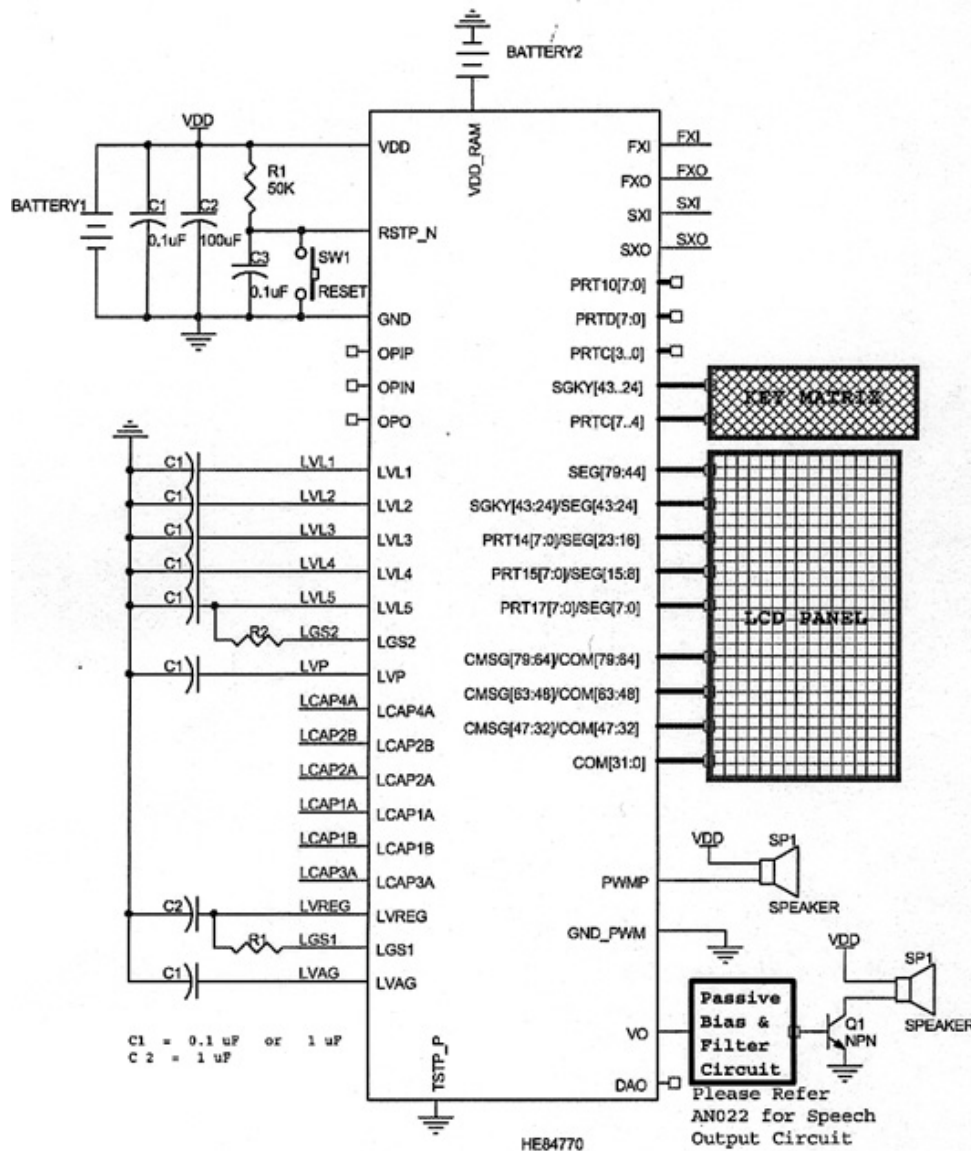 BATTERY2
VDD
BATTERY1
C1
0.1uF
C2
100uF
R1
50K
C3
0.1uF
SW1
RESET
VDD
RSTP_N
GND
OPIP
OPIN
OPO
VDD_RAM
C1 LVL1 LVL1
C1 LVL2 LVL2
C1 LVL3 LVL3
C1 LVL4 LVL4
C1 LVL5 LVL5
R2 LGS2 LGS2
C1 LVP LVP
LCAP4A LCAP4A
LCAP2B LCAP2B
LCAP2A LCAP2A
LCAP1A LCAP1A
LCAP1B LCAP1B
LCAP3A LCAP3A
C2 LVREG LVREG
R1 LGS1 LGS1
C1 LVAG LVAG
C1 = 0.1 uF or 1 uF
C 2 = 1 uF
TSTP_P
FXI FXI
FXO FXO
SXI SXI
SXO SXO
PRT10[7:0]
PRTD[7:0]
PRTC[3..0]
SGKY[43..24]
PRTC[7..4]
KEY MATRIX
SEG[79:44]
SGKY[43:24]/SEG[43:24]
PRT14[7:0]/SEG[23:16]
PRT15[7:0]/SEG[15:8]
PRT17[7:0]/SEG[7:0]
LCD PANEL
CMSG[79:64]/COM[79:64]
CMSG[63:48]/COM[63:48]
CMSG[47:32]/COM[47:32]
COM[31:0]
VDD
SP1
SPEAKER
PWMP
GND_PWM
VDD
SP1
SPEAKER
VO
Passive
Bias &
Filter
Circuit
Q1
NPN
DAO
Please Refer
AN022 for Speech
Output Circuit
HE84770